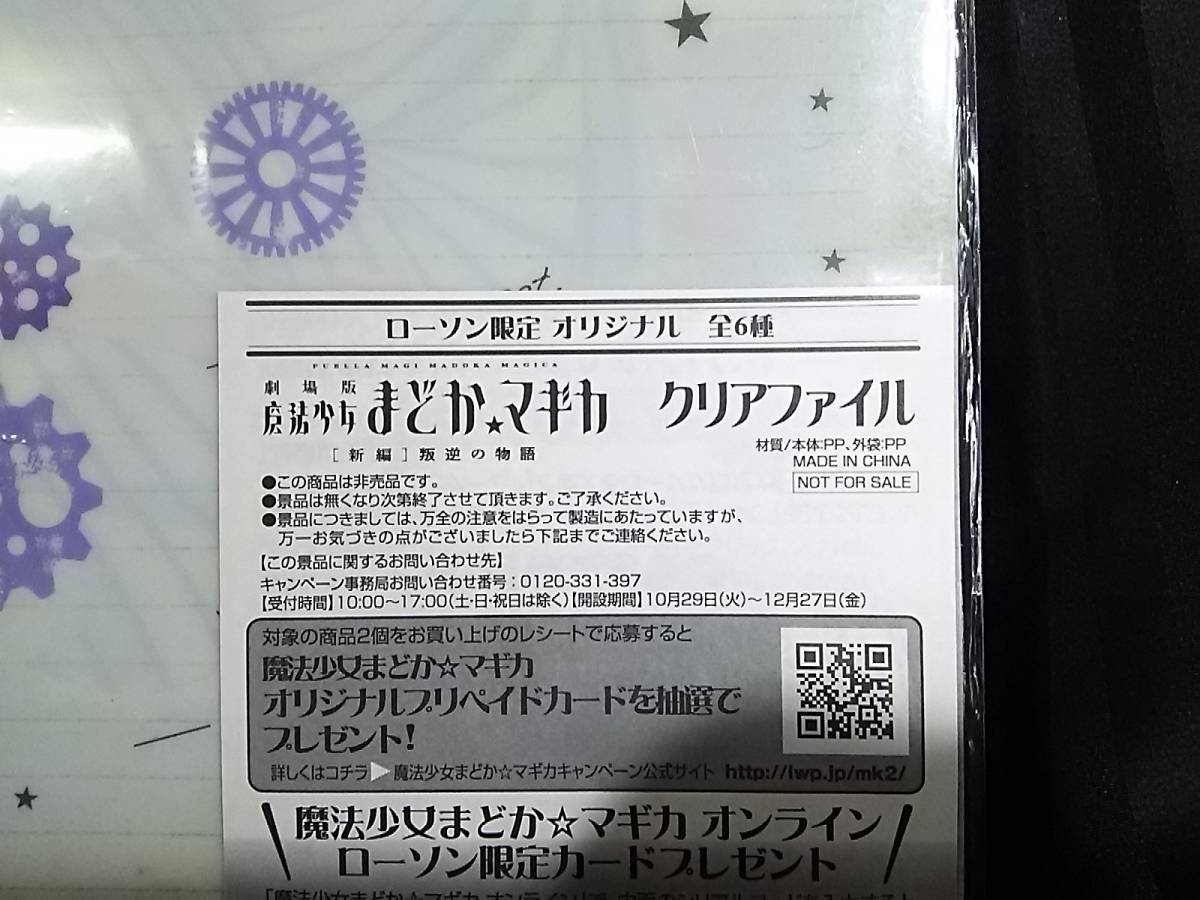 ローソン限定 オリジナル 全6種
PUELLA MAGI MADOKA MAGICA
劇場版
魔法少女まどか★マギカ クリアファイル
[新編]叛逆の物語
材質/本体:PP、外袋:PP
MADE IN CHINA
NOT FOR SALE
●この商品は非売品です。
●景品は無くなり次第終了させて頂きます。ご了承ください。
●景品につきましては、万全の注意をはらって製造にあたっていますが、
万一お気づきの点がございましたら下記までご連絡ください。
【この景品に関するお問い合わせ先】
キャンペーン事務局お問い合わせ番号:0120-331-397
【受付時間】10:00〜17:00(土・日・祝日は除く)【開設期間】10月29日(火)〜12月27日(金)
対象の商品2個をお買い上げのレシートで応募すると
魔法少女まどか☆マギカ
オリジナルプリペイドカードを抽選で
プレゼント!
詳しくはコチラ▶魔法少女まどか☆マギカキャンペーン公式サイト http://lwp.jp/mk2/
魔法少女まどか☆マギカ オンライン
ローソン限定カードプレゼント